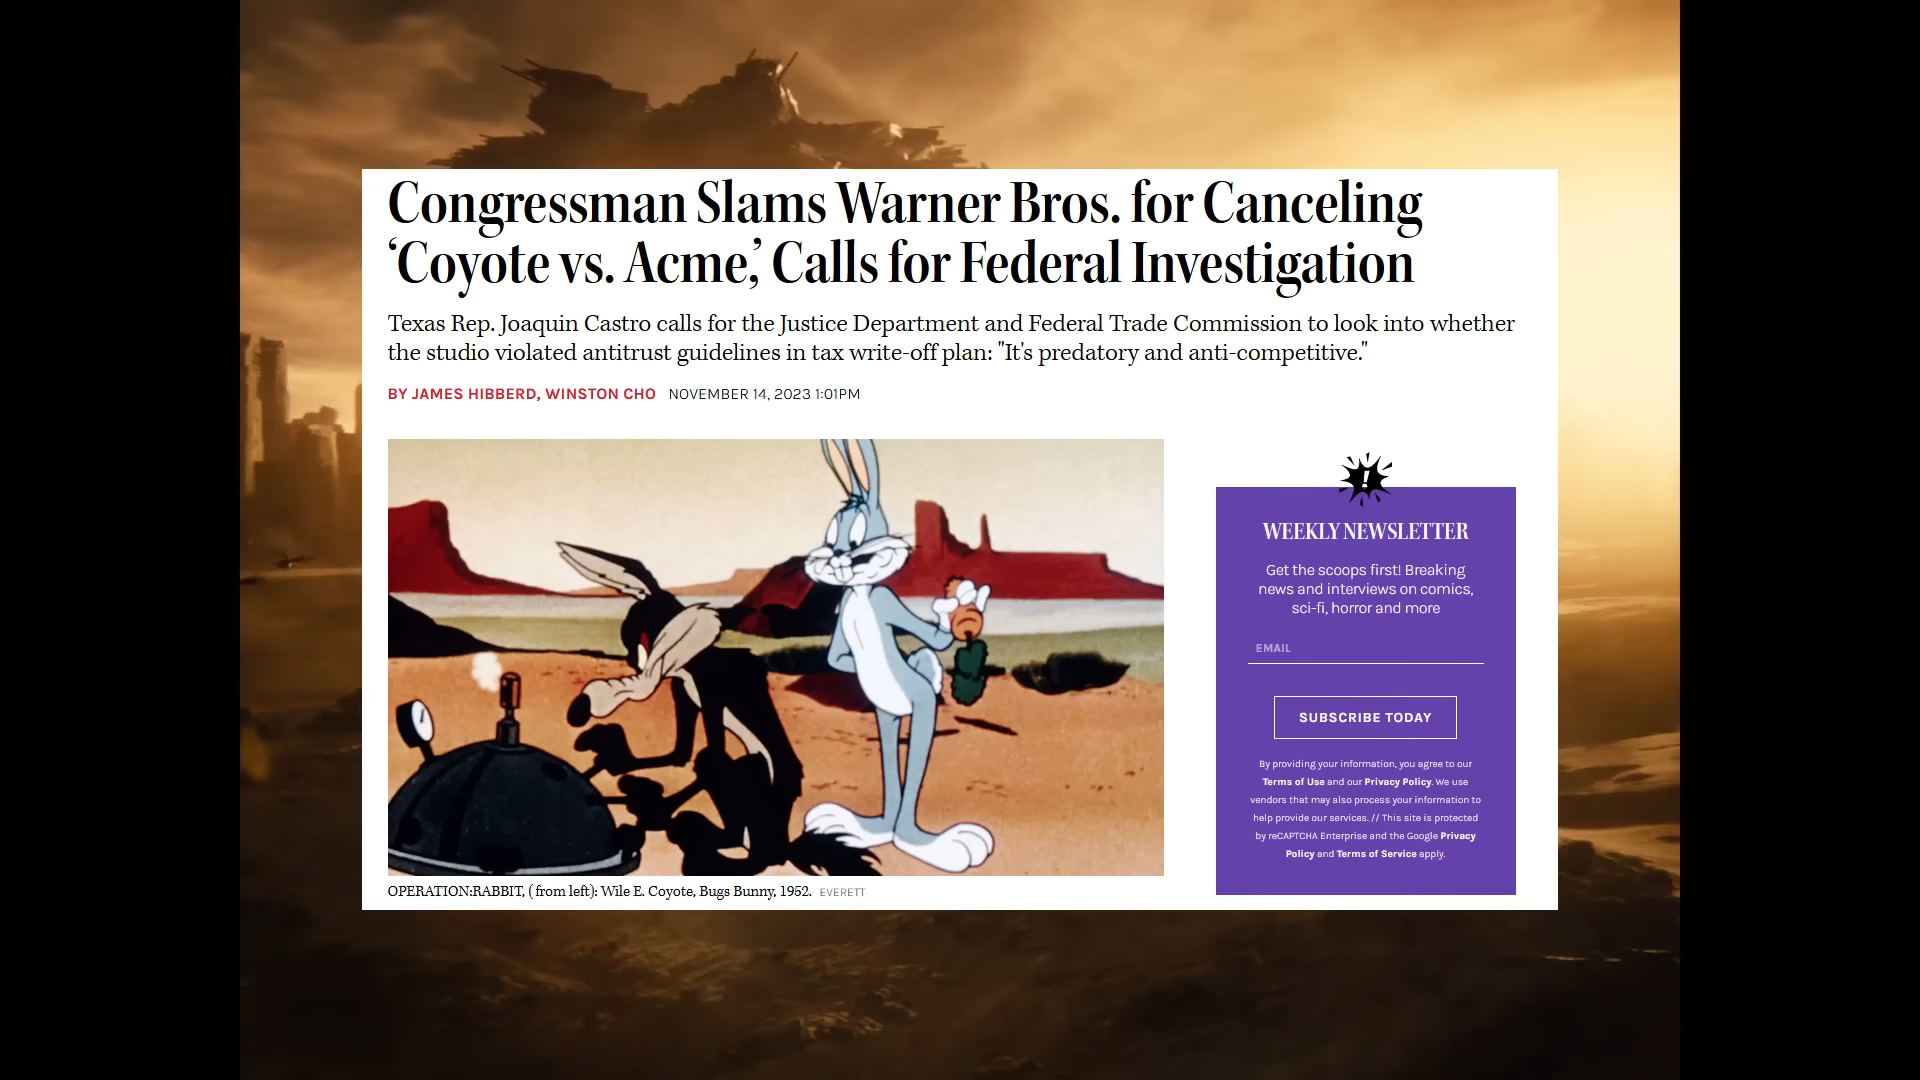 Congressman Slams Warner Bros. for Canceling
‘Coyote vs. Acme,’ Calls for Federal Investigation
Texas Rep. Joaquin Castro calls for the Justice Department and Federal Trade Commission to look into whether
the studio violated antitrust guidelines in tax write-off plan: "It's predatory and anti-competitive."
BY JAMES HIBBERD, WINSTON CHO NOVEMBER 14, 2023 1:01PM
!
WEEKLY NEWSLETTER
Get the scoops first! Breaking
news and interviews on comics,
sci-fi, horror and more
EMAIL
SUBSCRIBE TODAY
By providing your information, you agree to our
Terms of Use and our Privacy Policy. We use
vendors that may also process your information to
help provide our services. // This site is protected
by reCAPTCHA Enterprise and the Google Privacy
Policy and Terms of Service apply.
OPERATION:RABBIT, (from left): Wile E. Coyote, Bugs Bunny, 1952. EVERETT